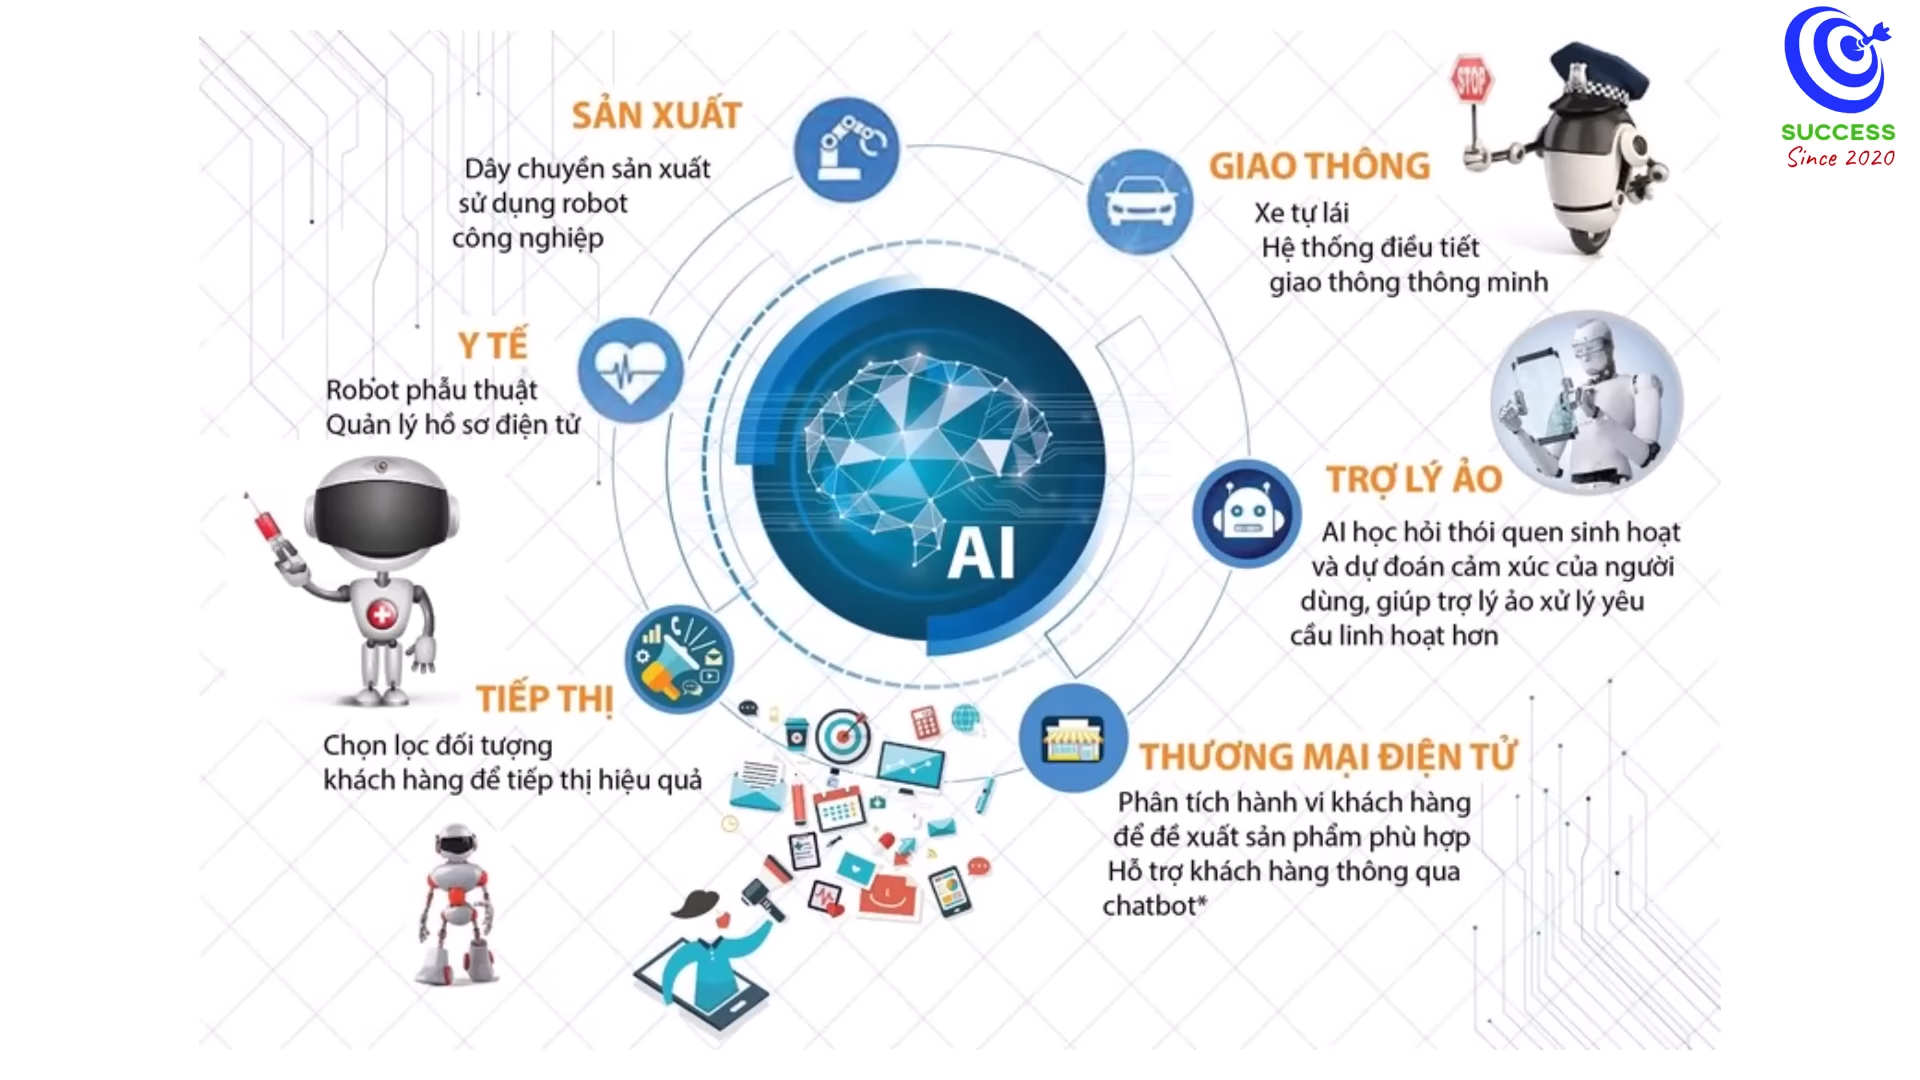 SẢN XUẤT
Dây chuyền sản xuất
sử dụng robot
công nghiệp
GIAO THÔNG
Xe tự lái
Hệ thống điều tiết
giao thông thông minh
STOP
SUCCESS
Since 2020
Y TẾ
Robot phẫu thuật
Quản lý hồ sơ điện tử
AI
TRỢ LÝ ẢO
AI học hỏi thói quen sinh hoạt
và dự đoán cảm xúc của người
dùng, giúp trợ lý ảo xử lý yêu
cầu linh hoạt hơn
TIẾP THỊ
Chọn lọc đối tượng
khách hàng để tiếp thị hiệu quả
THƯƠNG MẠI ĐIỆN TỬ
Phân tích hành vi khách hàng
để đề xuất sản phẩm phù hợp
Hỗ trợ khách hàng thông qua
chatbot*